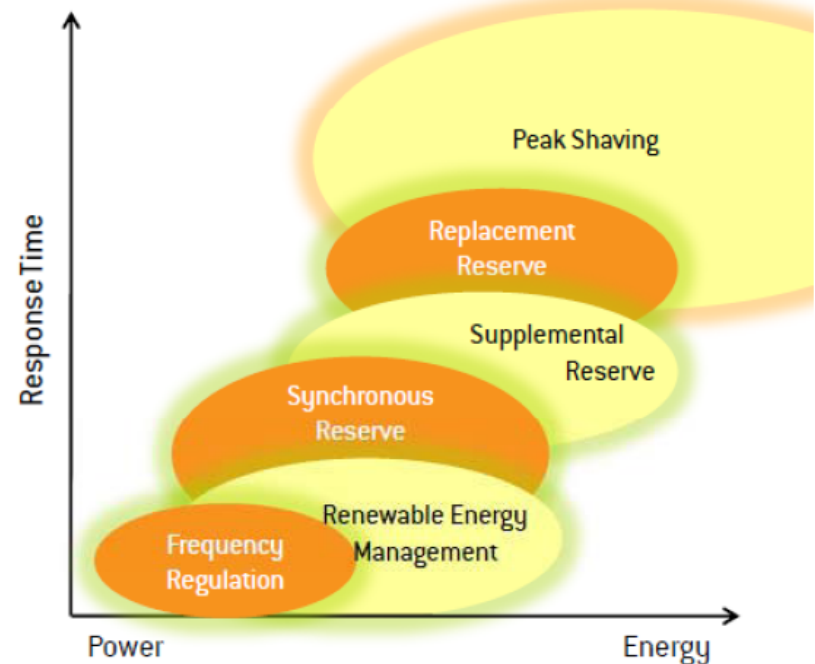 Peak Shaving
Replacement
Reserve
Supplemental
Reserve
Synchronous
Reserve
Renewable Energy
Management
Frequency
Regulation
Response Time
Power
Energy